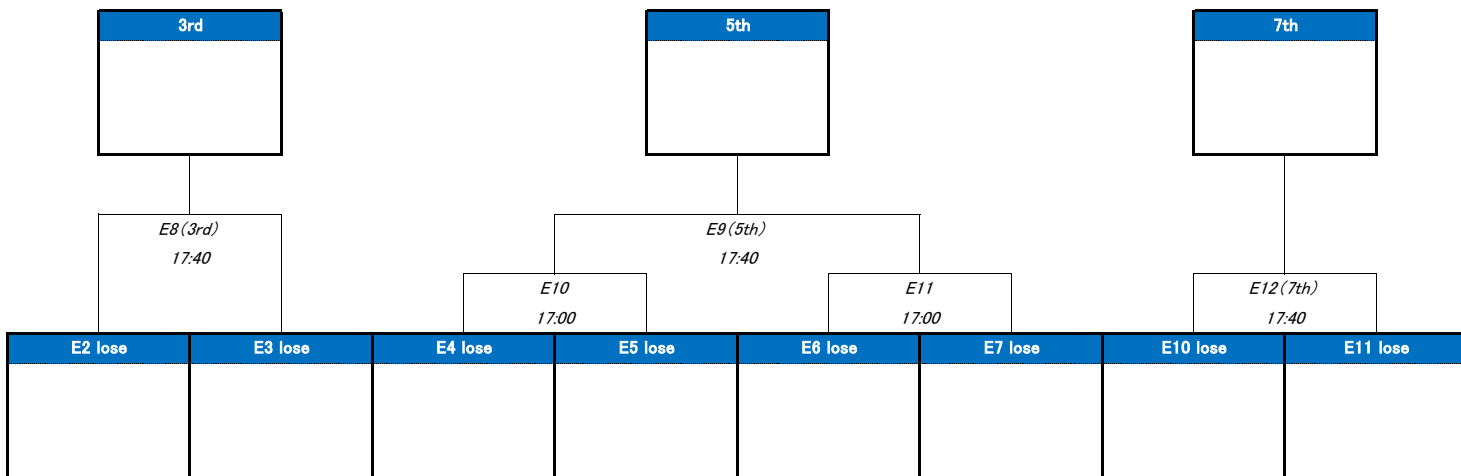 3rd
5th
7th
E8(3rd)
17:40
E9(5th)
17:40
E10
17:00
E11
17:00
E12(7th)
17:40
E2 lose
E3 lose
E4 lose
E5 lose
E6 lose
E7 lose
E10 lose
E11 lose